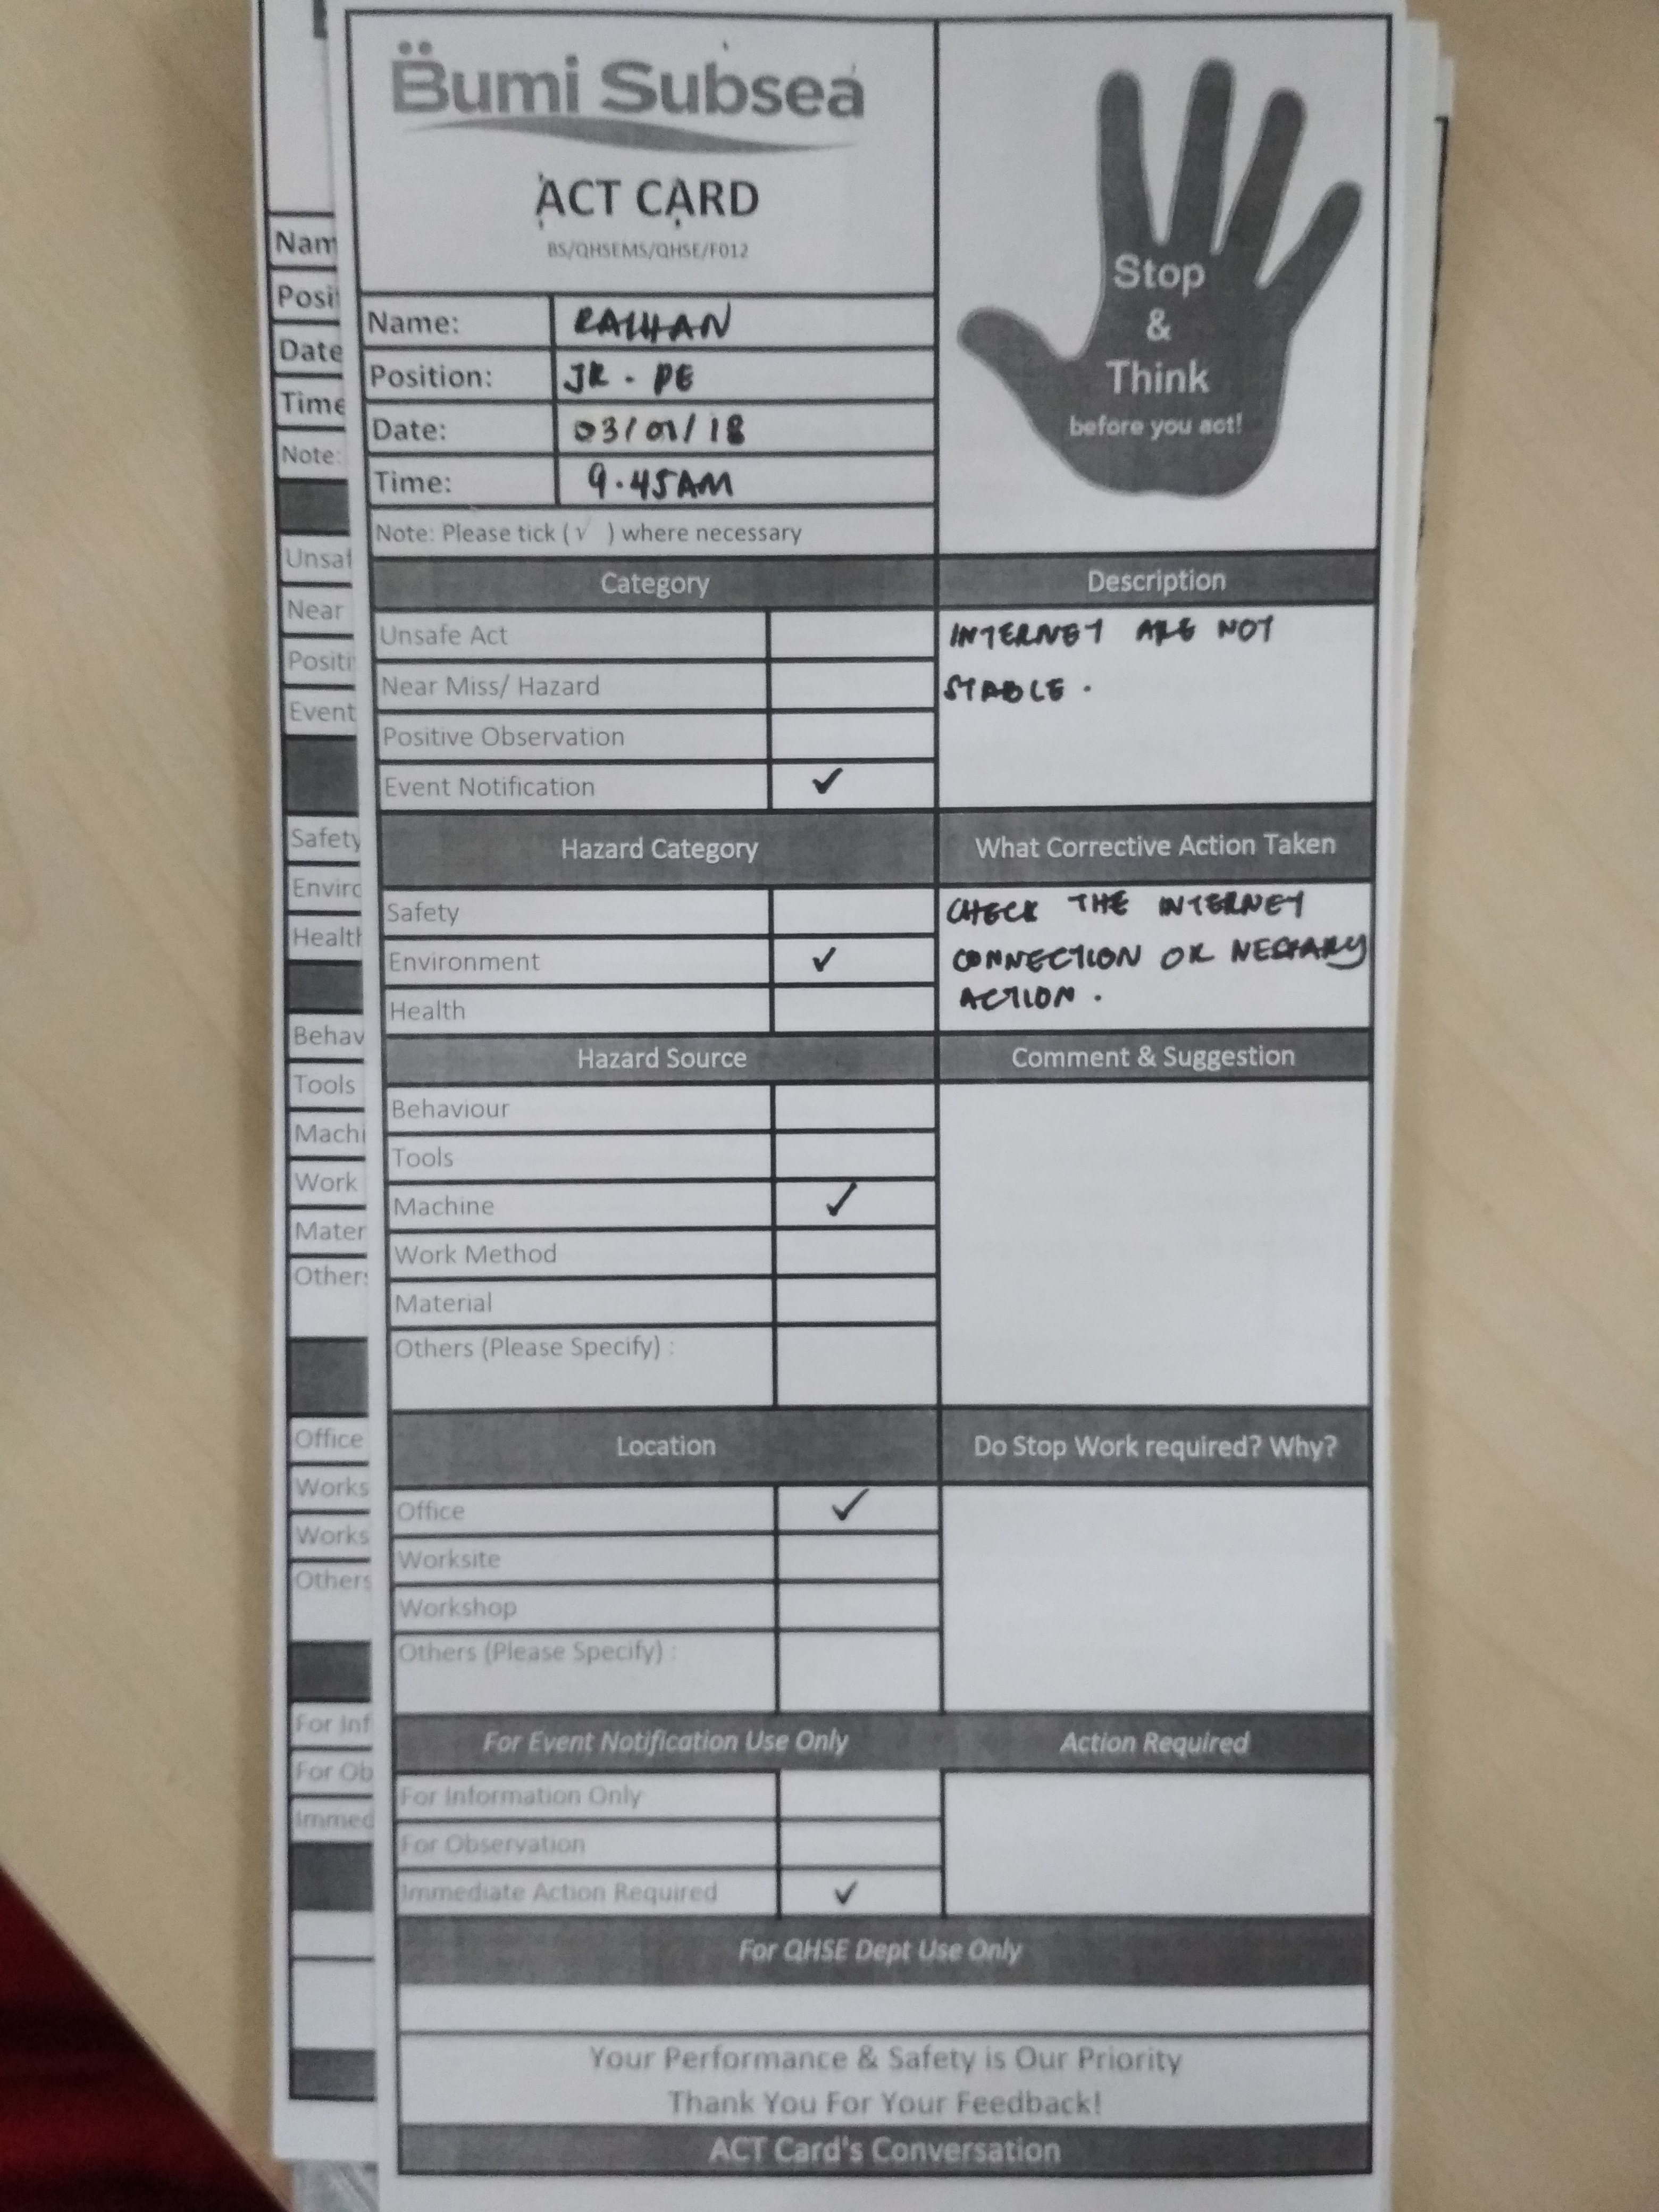 Bumi Subsea
ACT CARD
BS/QHSEMS/QHSE/F012
Stop
&
Think
before you act!
Name: RAIHAN
Position: JR. PE
Date: 03/01/18
Time: 9.45AM
Note: Please tick (√ ) where necessary
Category
Unsafe Act
Near Miss/ Hazard
Positive Observation
Event Notification ✓
Description
INTERNET ARE NOT
STABLE.
Hazard Category
Safety
Environment ✓
Health
What Corrective Action Taken
CHECK THE INTERNET
CONNECTION OR
ACTION.
Hazard Source
Behaviour
Tools
Machine ✓
Work Method
Material
Others (Please Specify) :
Comment & Suggestion
Location
Office ✓
Worksite
Workshop
Others (Please Specify) :
Do Stop Work required? Why?
For Event Notification Use Only
For Information Only
For Observation
Immediate Action Required ✓
Action Required
For QHSE Dept Use Only
Your Performance & Safety is Our Priority
Thank You For Your Feedback!
ACT Card's Conversation
Nam
Posi
Date
Time
Note:
Unsaf
Near
Positi
Event
Safety
Enviro
Healt
Behav
Tools
Machi
Work
Mater
Other
Office
Works
Works
Others
For Inf
For Ob
Immed